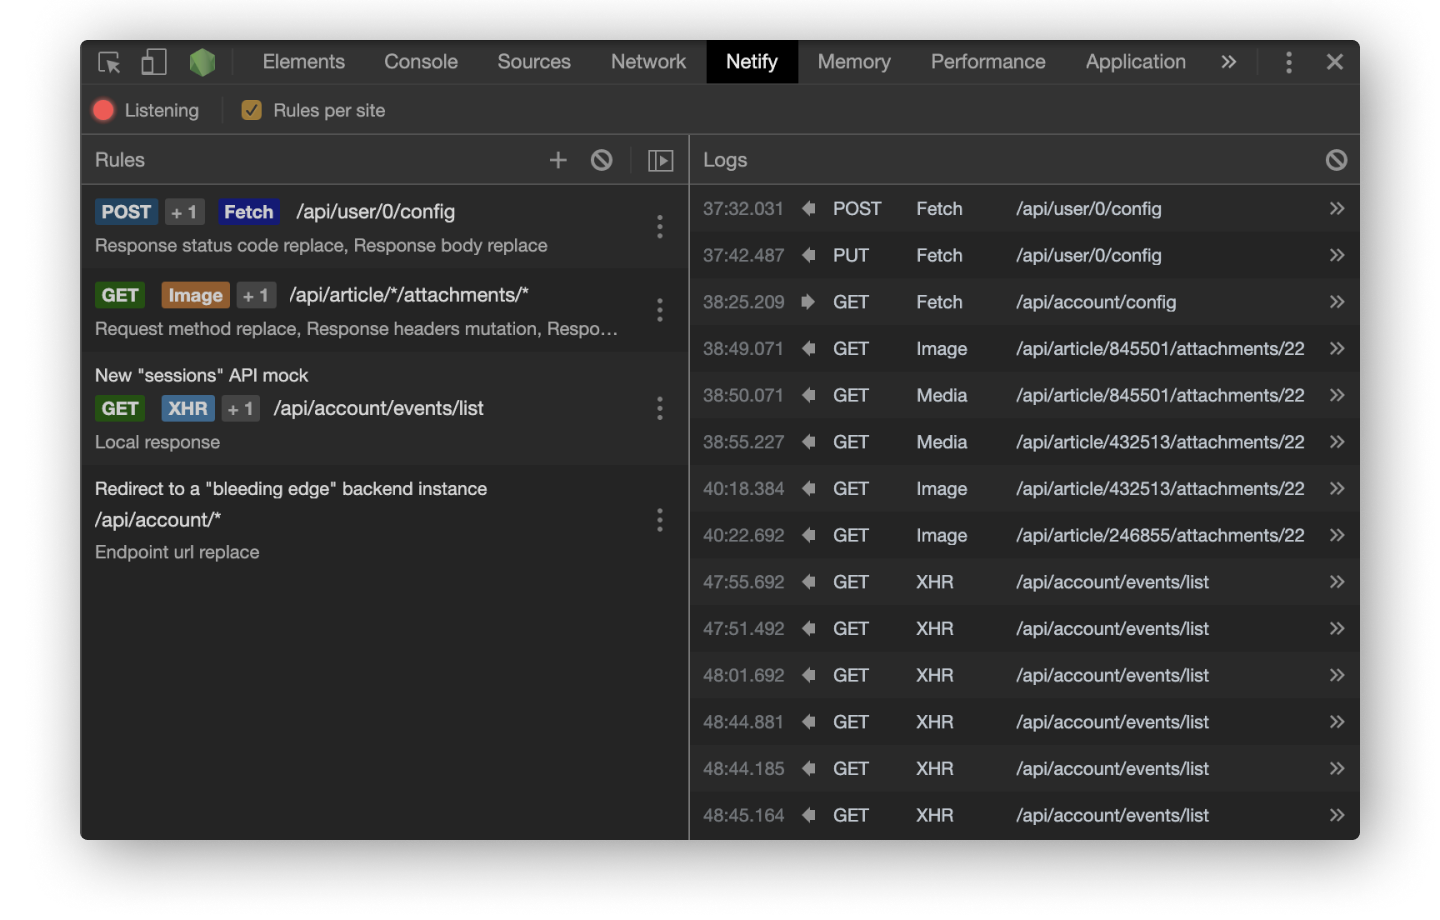 Elements Console Sources Network Netify Memory Performance Application
Listening Rules per site
Rules
POST + 1 Fetch /api/user/0/config
Response status code replace, Response body replace
GET Image + 1 /api/article/*/attachments/*
Request method replace, Response headers mutation, Respo…
New "sessions" API mock
GET XHR + 1 /api/account/events/list
Local response
Redirect to a "bleeding edge" backend instance
/api/account/*
Endpoint url replace
Logs
37:32.031 POST Fetch /api/user/0/config
37:42.487 PUT Fetch /api/user/0/config
38:25.209 GET Fetch /api/account/config
38:49.071 GET Image /api/article/845501/attachments/22
38:50.071 GET Media /api/article/845501/attachments/22
38:55.227 GET Media /api/article/432513/attachments/22
40:18.384 GET Image /api/article/432513/attachments/22
40:22.692 GET Image /api/article/246855/attachments/22
47:55.692 GET XHR /api/account/events/list
47:51.492 GET XHR /api/account/events/list
48:01.692 GET XHR /api/account/events/list
48:44.881 GET XHR /api/account/events/list
48:44.185 GET XHR /api/account/events/list
48:45.164 GET XHR /api/account/events/list